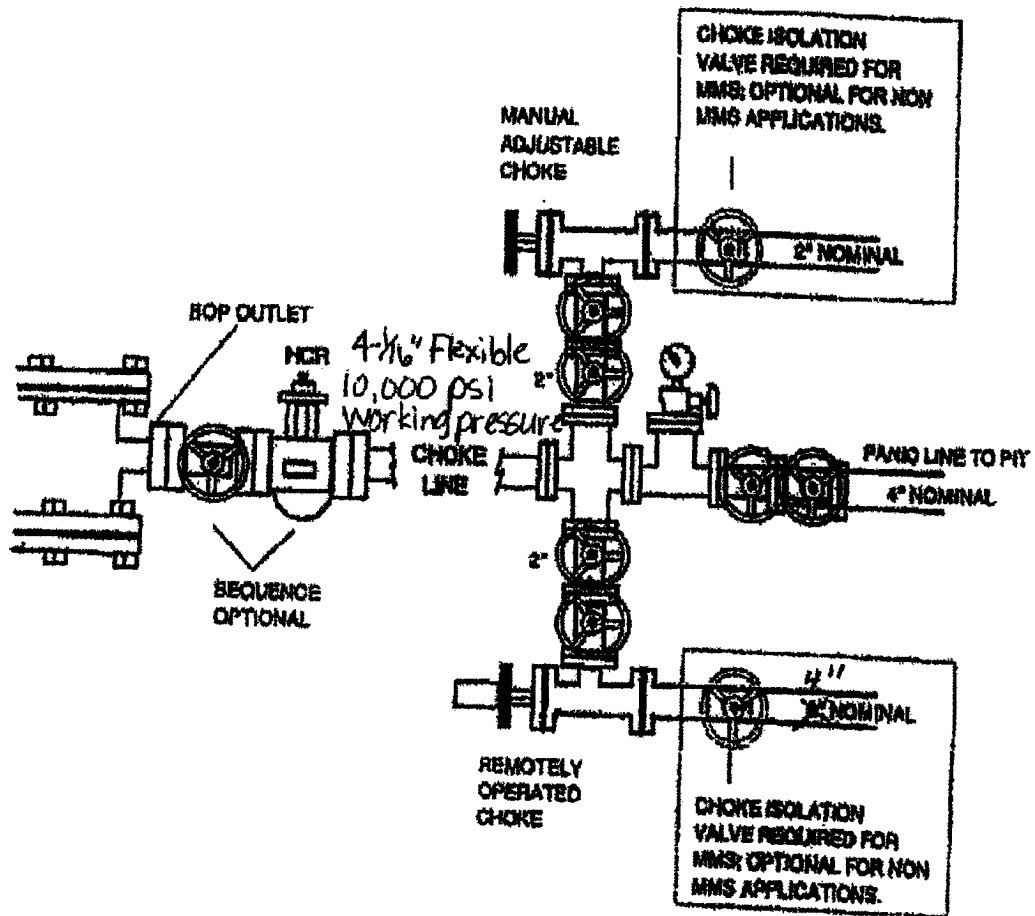 CHOKE ISOLATION
VALVE REQUIRED FOR
MMS; OPTIONAL FOR NON
MMS APPLICATIONS.
MANUAL
ADJUSTABLE
CHOKE
2" NOMINAL
BOP OUTLET
HCR
4-1/16" Flexible
10,000 psi
Working pressure
2"
CHOKE
LINE
PANIC LINE TO PIT
4" NOMINAL
2"
SEQUENCE
OPTIONAL
4"
NOMINAL
REMOTELY
OPERATED
CHOKE
CHOKE ISOLATION
VALVE REQUIRED FOR
MMS; OPTIONAL FOR NON
MMS APPLICATIONS.